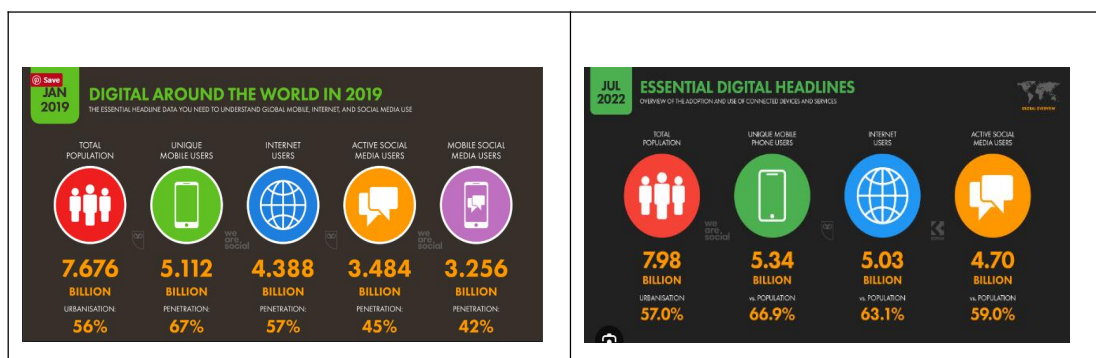 Save
JAN
2019
DIGITAL AROUND THE WORLD IN 2019
THE ESSENTIAL HEADLINE DATA YOU NEED TO UNDERSTAND GLOBAL MOBILE, INTERNET, AND SOCIAL MEDIA USE
TOTAL
POPULATION
UNIQUE
MOBILE USERS
INTERNET
USERS
ACTIVE SOCIAL
MEDIA USERS
MOBILE SOCIAL
MEDIA USERS
we
are
social
we
are
social
7.676
BILLION
URBANISATION:
56%
5.112
BILLION
PENETRATION:
67%
4.388
BILLION
PENETRATION:
57%
3.484
BILLION
PENETRATION:
45%
3.256
BILLION
PENETRATION:
42%
JUL
2022
ESSENTIAL DIGITAL HEADLINES
OVERVIEW OF THE ADOPTION AND USE OF CONNECTED DEVICES AND SERVICES
GLOBAL OVERVIEW
TOTAL
POPULATION
UNIQUE MOBILE
PHONE USERS
INTERNET
USERS
ACTIVE SOCIAL
MEDIA USERS
we
are
social
7.98
BILLION
URBANISATION
57.0%
5.34
BILLION
vs. POPULATION
66.9%
5.03
BILLION
vs. POPULATION
63.1%
4.70
BILLION
vs. POPULATION
59.0%